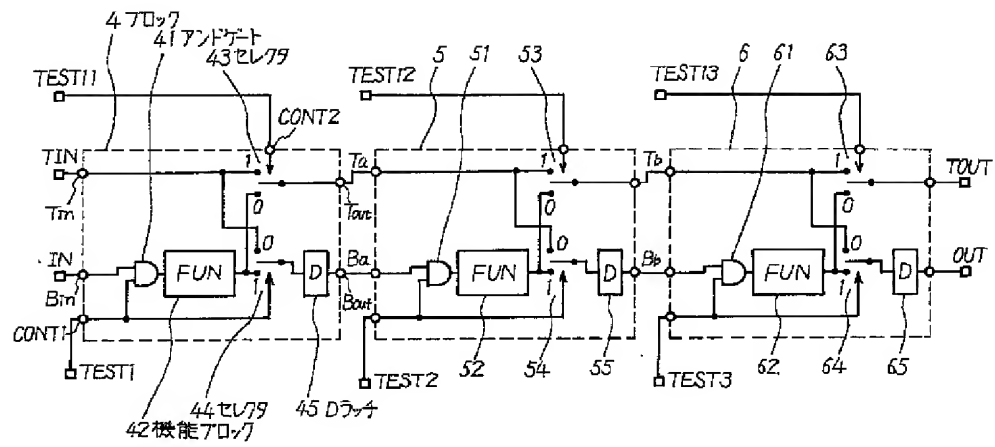 4 ブロック
41 アンドゲート
43 セレクタ
TEST11
CONT2
TEST12
5
51
53
TEST13
6
61
63
TIN
Tin
1
0
Tout
Ta
1
0
Tb
1
0
TOUT
IN
Bin
FUN
0
1
D
Ba
Bout
FUN
0
1
D
Bb
FUN
0
1
D
OUT
CONT1
TEST1
TEST2
TEST3
52
54
55
62
64
65
44 セレクタ
45 Dラッチ
42 機能ブロック